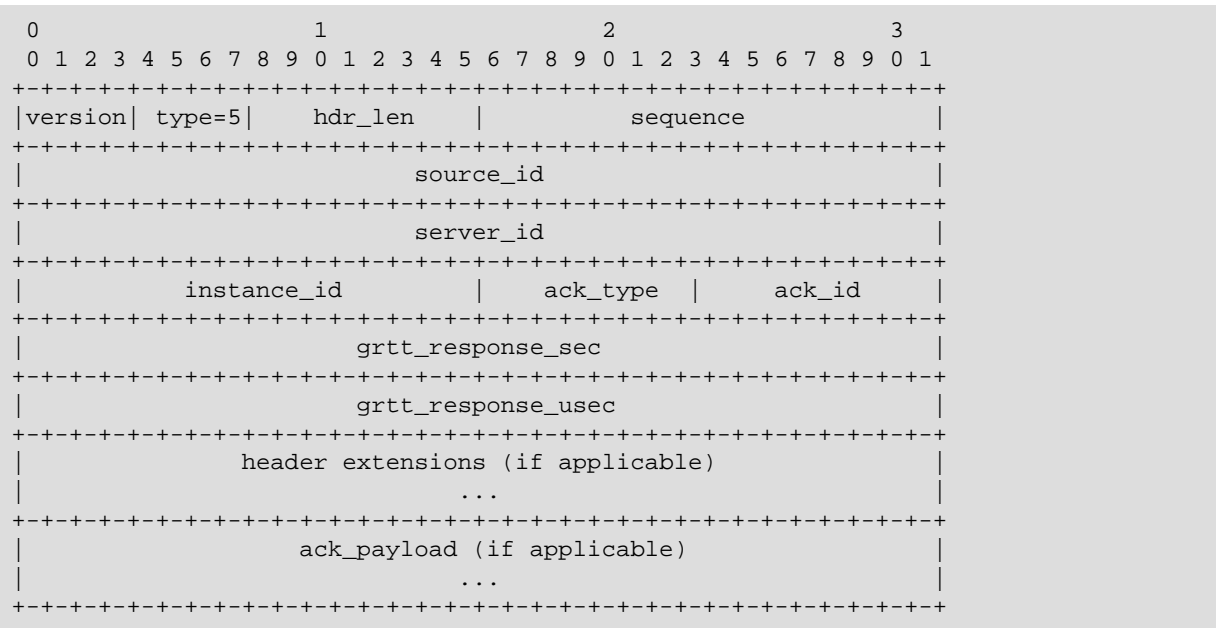 0                   1                   2                   3
 0 1 2 3 4 5 6 7 8 9 0 1 2 3 4 5 6 7 8 9 0 1 2 3 4 5 6 7 8 9 0 1
+-+-+-+-+-+-+-+-+-+-+-+-+-+-+-+-+-+-+-+-+-+-+-+-+-+-+-+-+-+-+-+-+
|version| type=5|    hdr_len    |          sequence             |
+-+-+-+-+-+-+-+-+-+-+-+-+-+-+-+-+-+-+-+-+-+-+-+-+-+-+-+-+-+-+-+-+
|                           source_id                           |
+-+-+-+-+-+-+-+-+-+-+-+-+-+-+-+-+-+-+-+-+-+-+-+-+-+-+-+-+-+-+-+-+
|                           server_id                           |
+-+-+-+-+-+-+-+-+-+-+-+-+-+-+-+-+-+-+-+-+-+-+-+-+-+-+-+-+-+-+-+-+
|           instance_id         |    ack_type   |     ack_id    |
+-+-+-+-+-+-+-+-+-+-+-+-+-+-+-+-+-+-+-+-+-+-+-+-+-+-+-+-+-+-+-+-+
|                       grtt_response_sec                       |
+-+-+-+-+-+-+-+-+-+-+-+-+-+-+-+-+-+-+-+-+-+-+-+-+-+-+-+-+-+-+-+-+
|                       grtt_response_usec                      |
+-+-+-+-+-+-+-+-+-+-+-+-+-+-+-+-+-+-+-+-+-+-+-+-+-+-+-+-+-+-+-+-+
|               header extensions (if applicable)               |
|                              ...                              |
+-+-+-+-+-+-+-+-+-+-+-+-+-+-+-+-+-+-+-+-+-+-+-+-+-+-+-+-+-+-+-+-+
|                   ack_payload (if applicable)                 |
|                              ...                              |
+-+-+-+-+-+-+-+-+-+-+-+-+-+-+-+-+-+-+-+-+-+-+-+-+-+-+-+-+-+-+-+-+